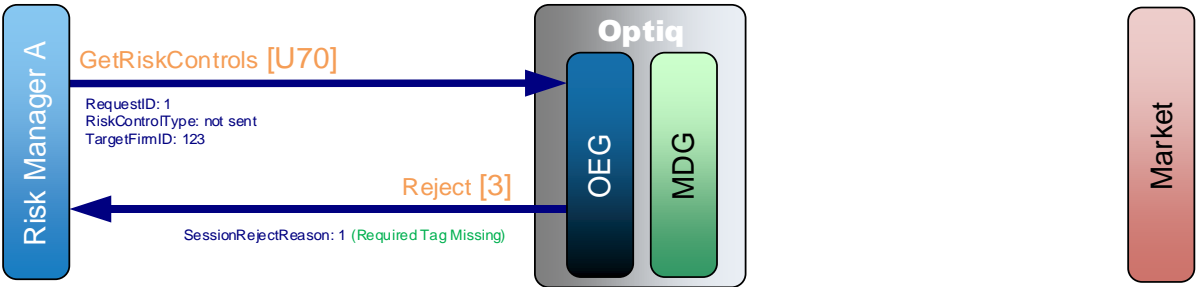 Risk Manager A
GetRiskControls [U70]
RequestID: 1
RiskControlType: not sent
TargetFirmID: 123
Reject [3]
SessionRejectReason: 1 (Required Tag Missing)
Optiq
OEG
MDG
Market